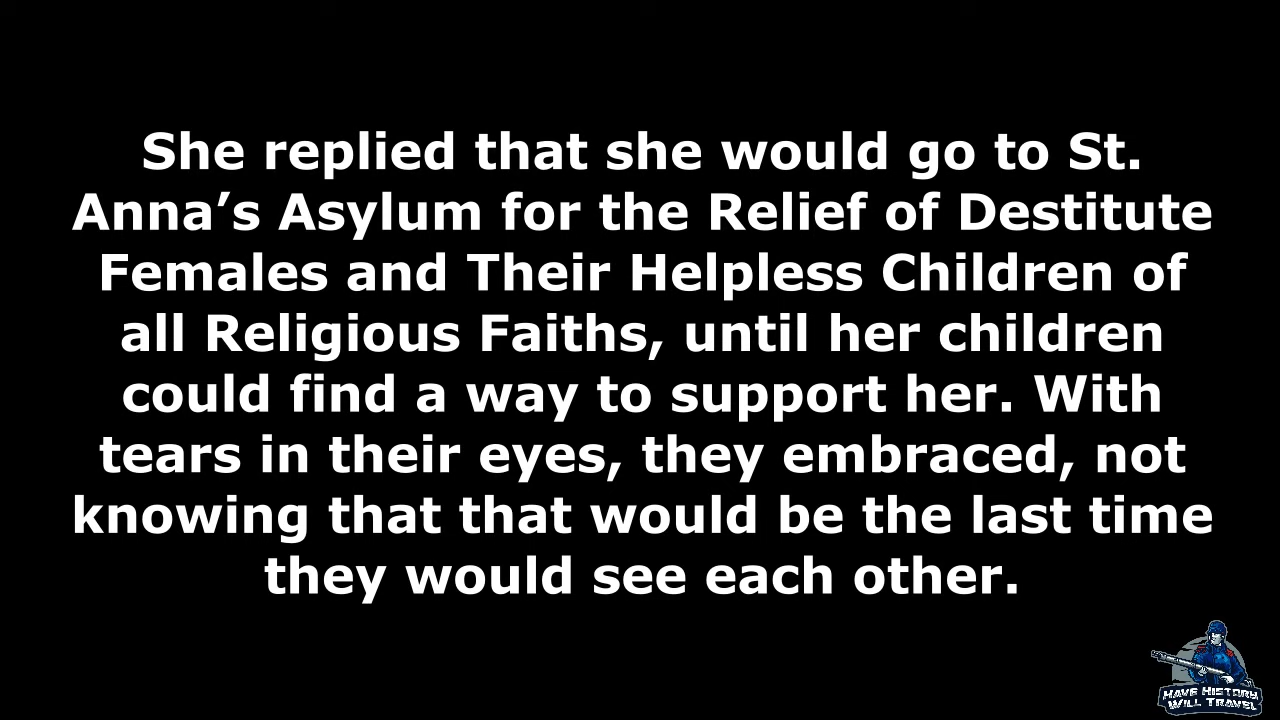 She replied that she would go to St.
Anna’s Asylum for the Relief of Destitute
Females and Their Helpless Children of
all Religious Faiths, until her children
could find a way to support her. With
tears in their eyes, they embraced, not
knowing that that would be the last time
they would see each other.
HAVE HISTORY
WILL TRAVEL